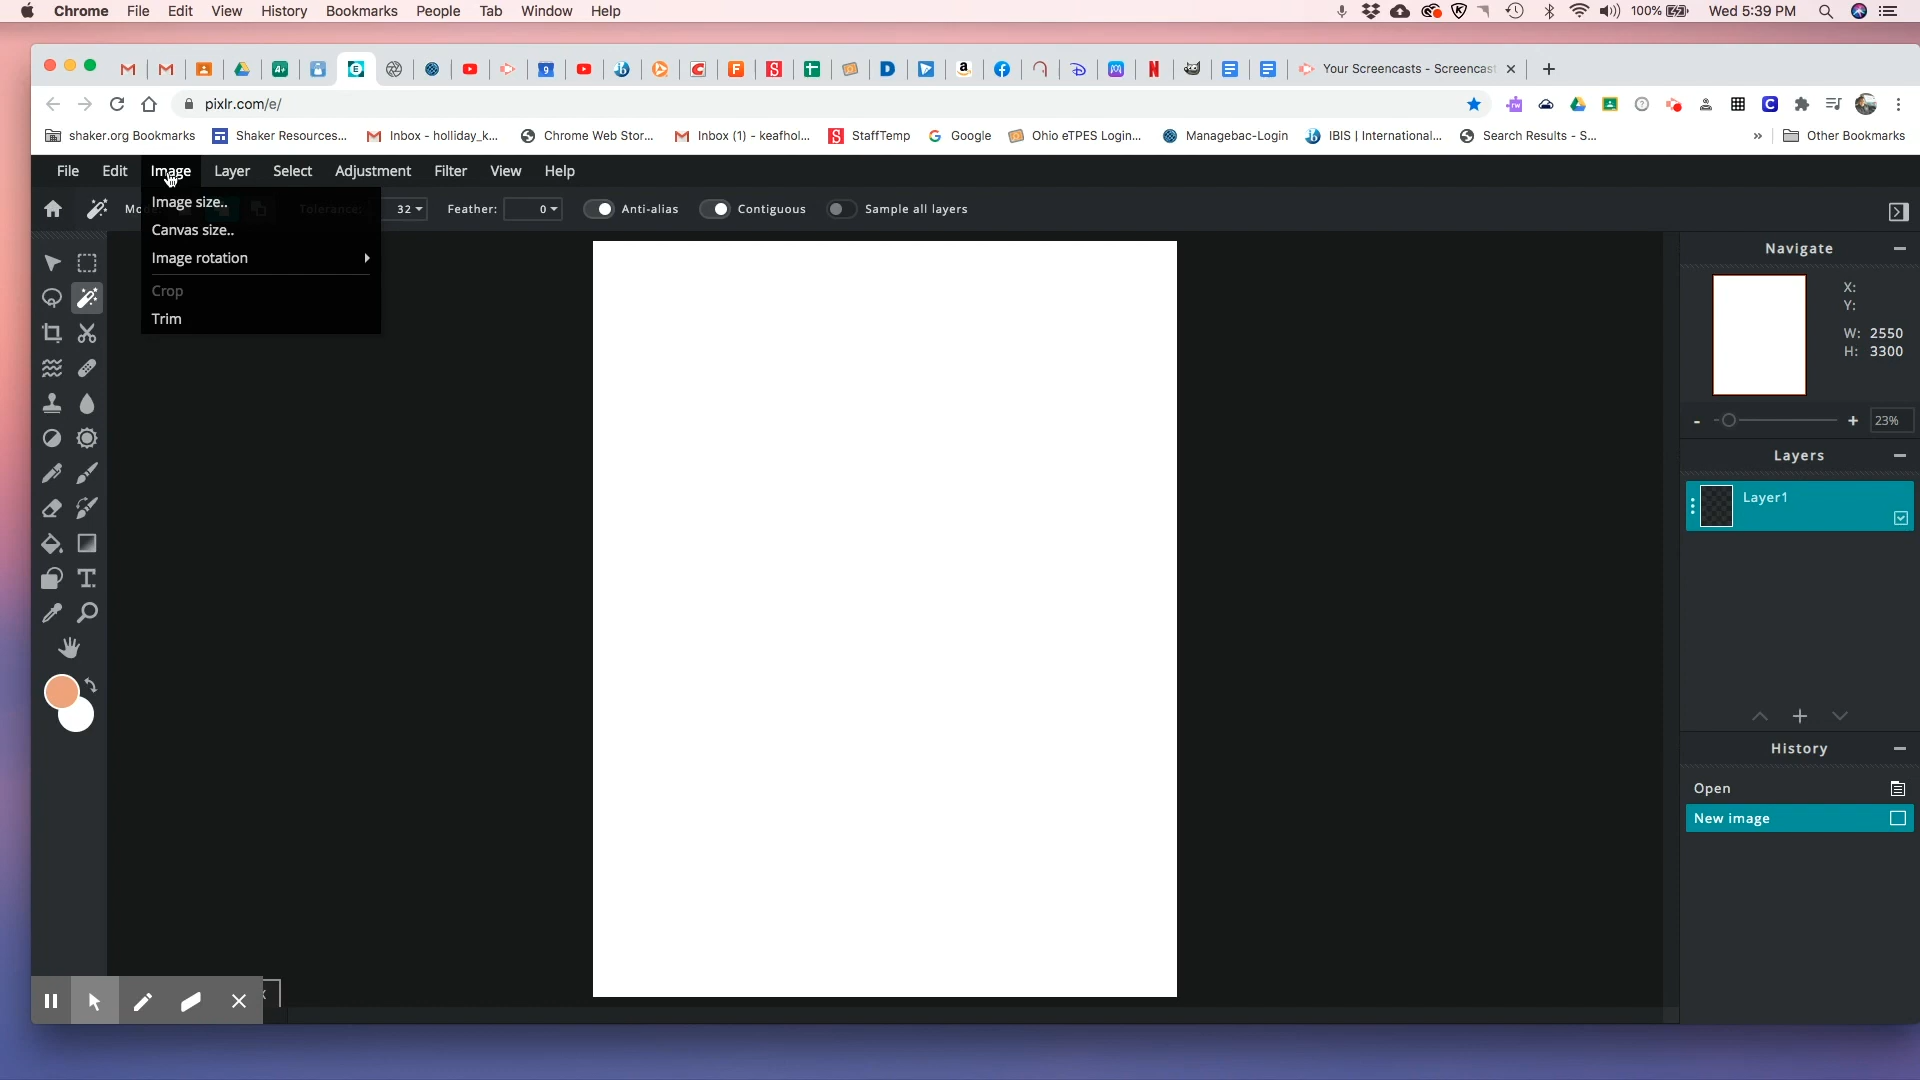 Chrome File Edit View History Bookmarks People Tab Window Help 100% Wed 5:39 PM
Your Screencasts - Screencast
pixlr.com/e/
shaker.org Bookmarks Shaker Resources... Inbox - holliday_k... Chrome Web Stor... Inbox (1) - keafhol... StaffTemp Google Ohio eTPES Login... Managebac-Login IBIS | International... Search Results - S... » Other Bookmarks
File Edit Image Layer Select Adjustment Filter View Help
Tolerance: 32 Feather: 0 Anti-alias Contiguous Sample all layers
Image size..
Canvas size..
Image rotation
Crop
Trim
Navigate
X:
Y:
W: 2550
H: 3300
- + 23%
Layers
Layer1
History
Open
New image